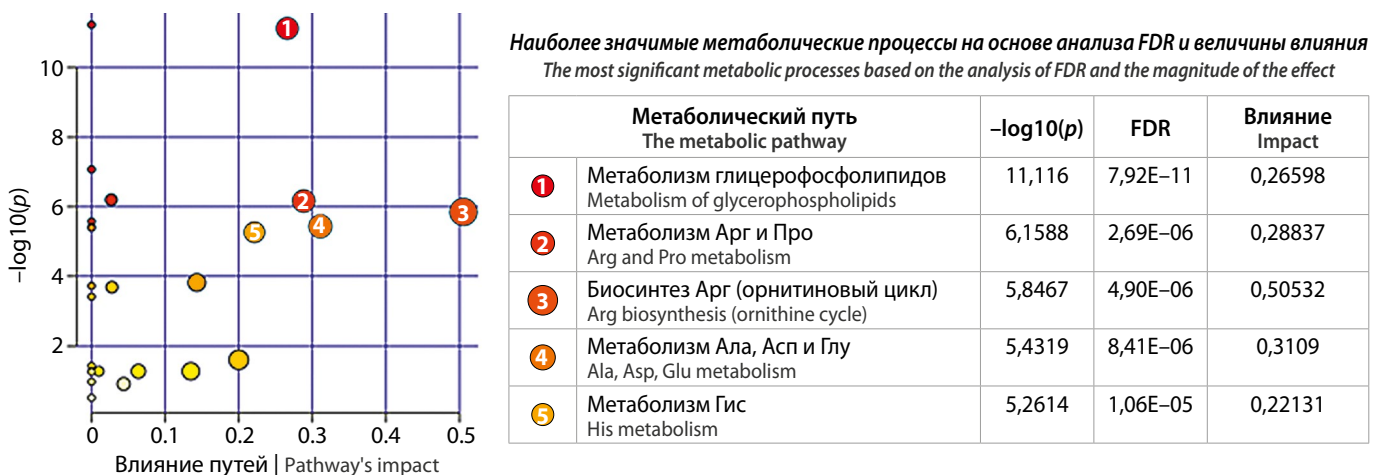 10
8
6
4
2
–log10(p)
0 0.1 0.2 0.3 0.4 0.5
Влияние путей | Pathway's impact
1
2
3
4
5
Наиболее значимые метаболические процессы на основе анализа FDR и величины влияния
The most significant metabolic processes based on the analysis of FDR and the magnitude of the effect
Метаболический путь –log10(p) FDR Влияние
The metabolic pathway Impact
1 Метаболизм глицерофосфолипидов 11,116 7,92E–11 0,26598
Metabolism of glycerophospholipids
2 Метаболизм Арг и Про 6,1588 2,69E–06 0,28837
Arg and Pro metabolism
3 Биосинтез Арг (орнитиновый цикл) 5,8467 4,90E–06 0,50532
Arg biosynthesis (ornithine cycle)
4 Метаболизм Ала, Асп и Глу 5,4319 8,41E–06 0,3109
Ala, Asp, Glu metabolism
5 Метаболизм Гис 5,2614 1,06E–05 0,22131
His metabolism